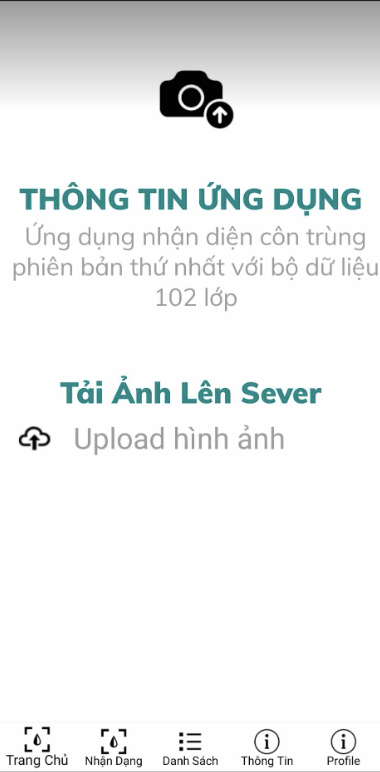 THÔNG TIN ỨNG DỤNG
Ứng dụng nhận diện côn trùng
phiên bản thứ nhất với bộ dữ liệu
102 lớp
Tải Ảnh Lên Sever
Upload hình ảnh
Trang Chủ Nhận Dạng Danh Sách Thông Tin Profile